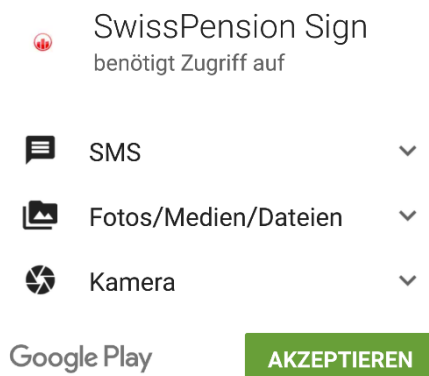 SwissPension Sign
benötigt Zugriff auf
SMS
Fotos/Medien/Dateien
Kamera
Google Play
AKZEPTIEREN